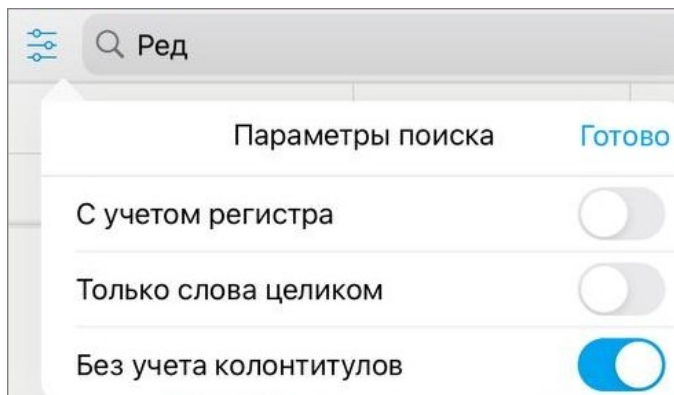 Ред
Параметры поиска Готово
С учетом регистра
Только слова целиком
Без учета колонтитулов